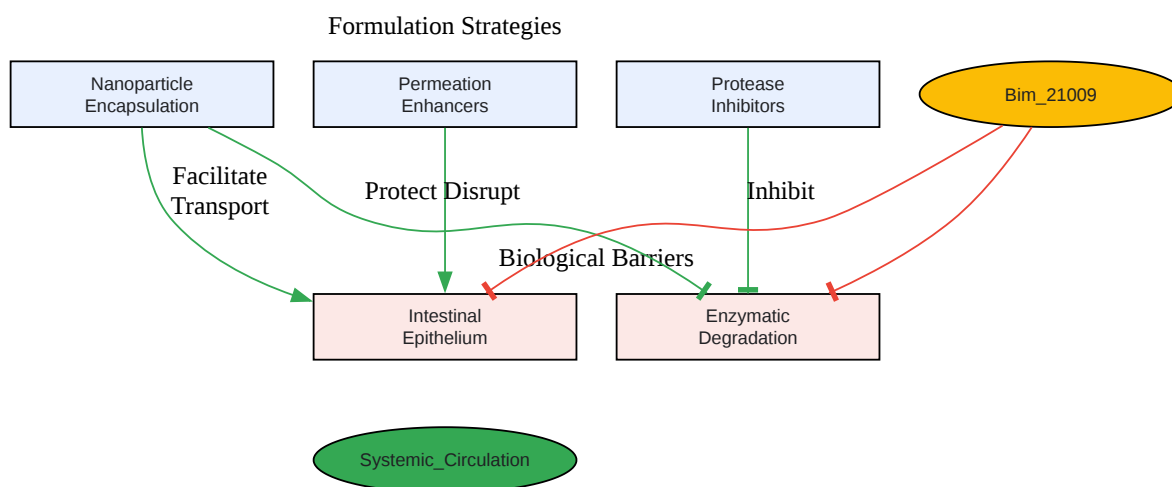 Formulation Strategies
Nanoparticle
Encapsulation
Permeation
Enhancers
Protease
Inhibitors
Bim_21009
Facilitate
Transport
Protect Disrupt
Inhibit
Biological Barriers
Intestinal
Epithelium
Enzymatic
Degradation
Systemic_Circulation